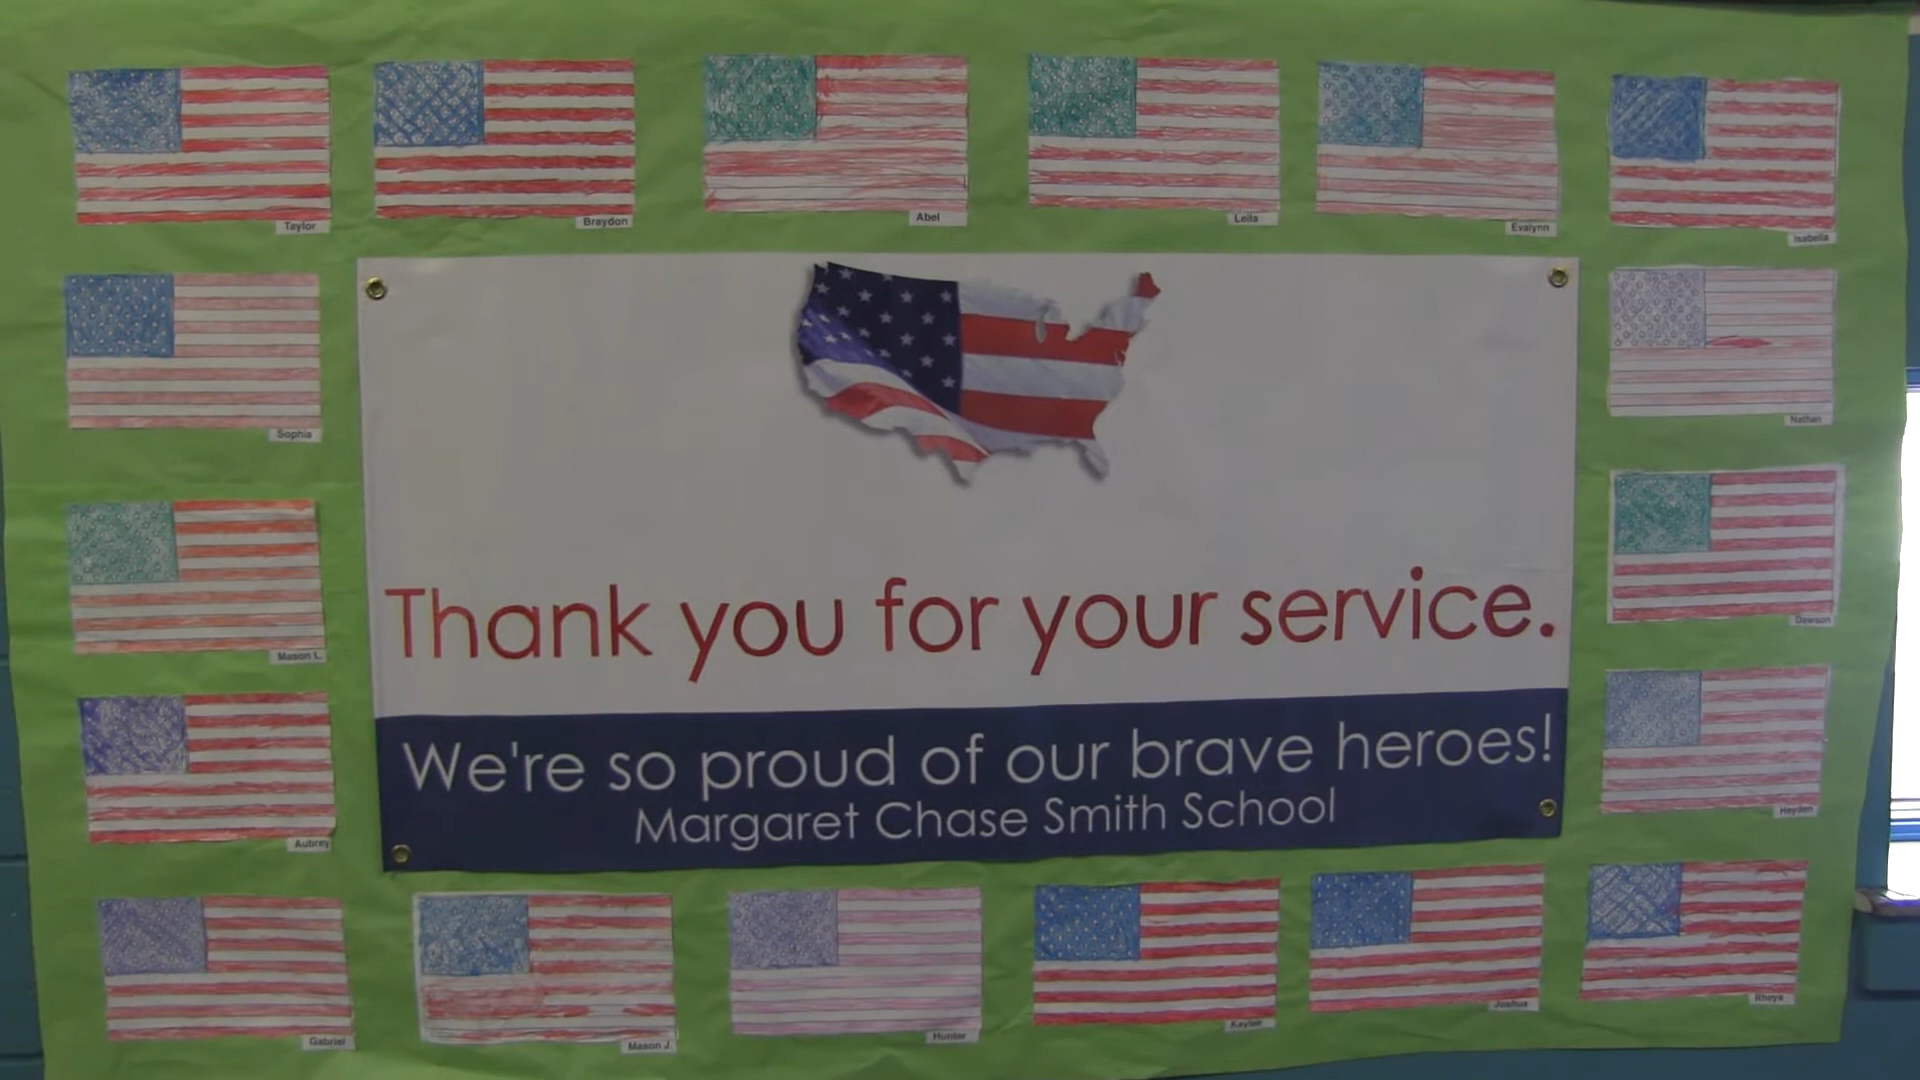 Taylor
Braydon
Abel
Leila
Evalynn
Isabella
Sophia
Nathan
Thank you for your service.
Mason L.
Dawson
We're so proud of our brave heroes!
Margaret Chase Smith School
Aubrey
Hayden
Gabriel
Mason J.
Hunter
Kaylee
Joshua